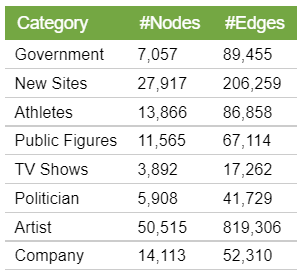 Category #Nodes #Edges
Government 7,057 89,455
New Sites 27,917 206,259
Athletes 13,866 86,858
Public Figures 11,565 67,114
TV Shows 3,892 17,262
Politician 5,908 41,729
Artist 50,515 819,306
Company 14,113 52,310